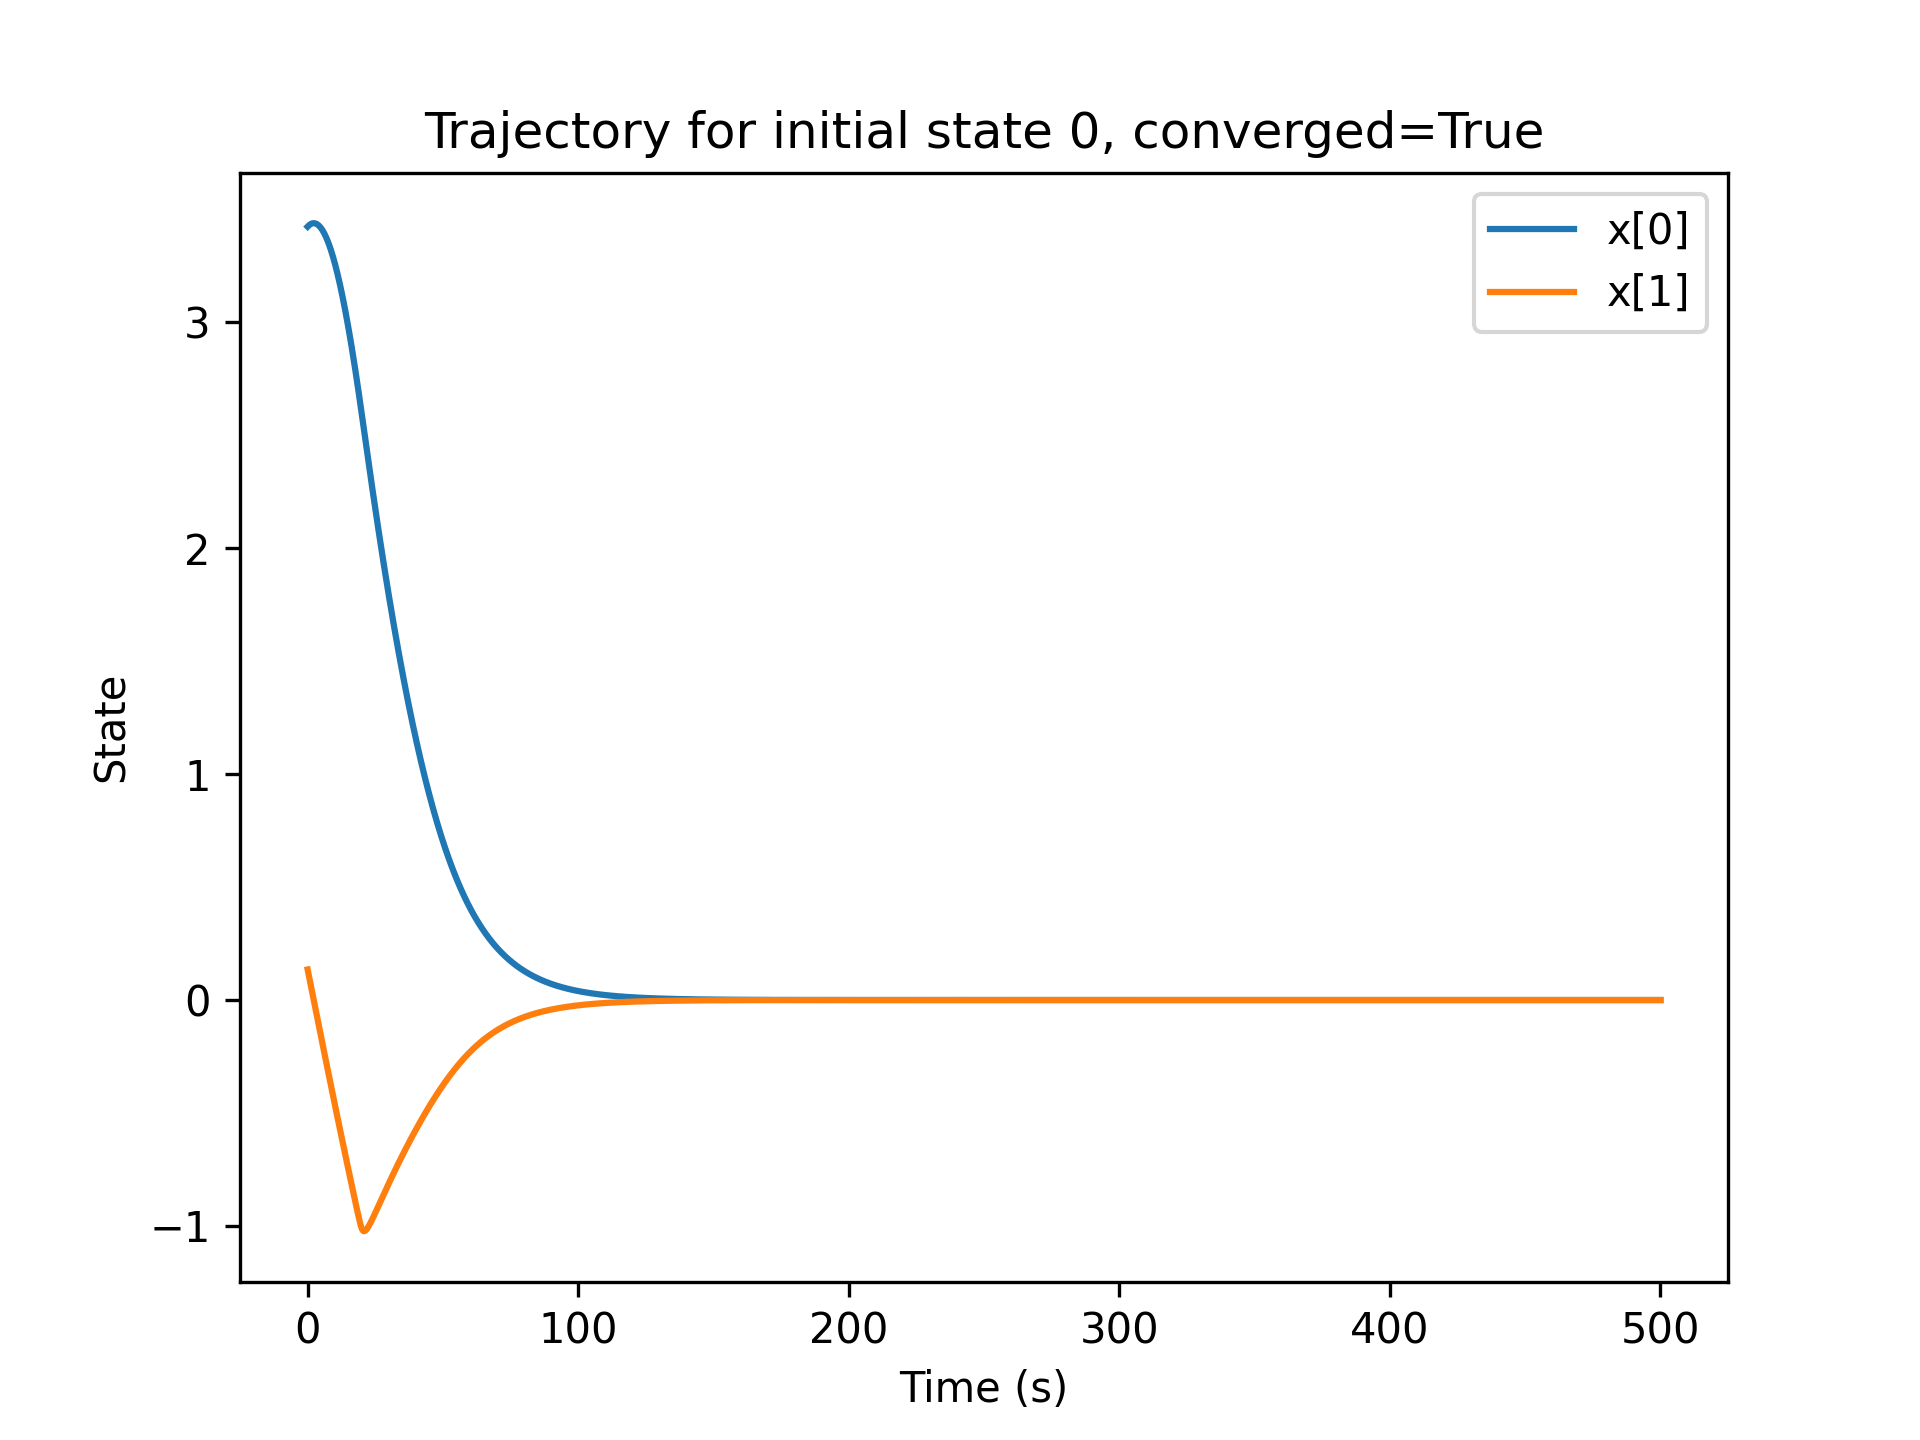 Trajectory for initial state 0, converged=True
x[0]
x[1]
3
2
1
0
−1
State
0 100 200 300 400 500
Time (s)